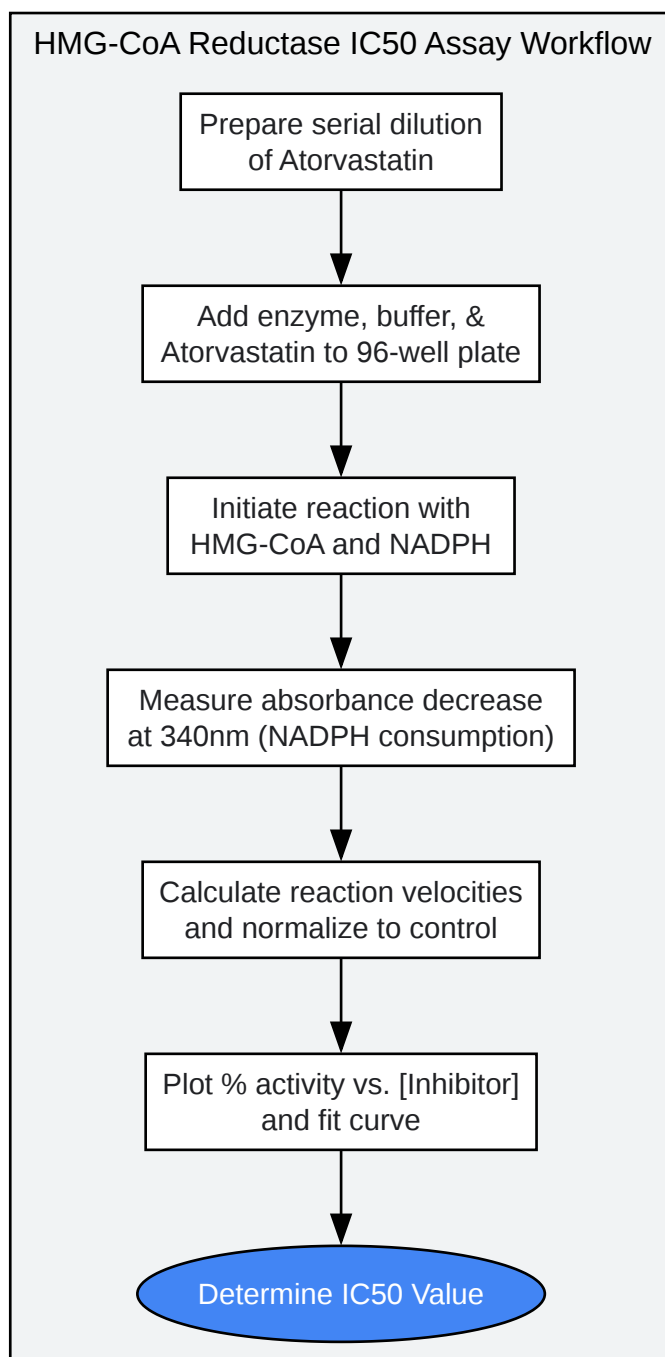 HMG-CoA Reductase IC50 Assay Workflow
Prepare serial dilution
of Atorvastatin
Add enzyme, buffer, &
Atorvastatin to 96-well plate
Initiate reaction with
HMG-CoA and NADPH
Measure absorbance decrease
at 340nm (NADPH consumption)
Calculate reaction velocities
and normalize to control
Plot % activity vs. [Inhibitor]
and fit curve
Determine IC50 Value